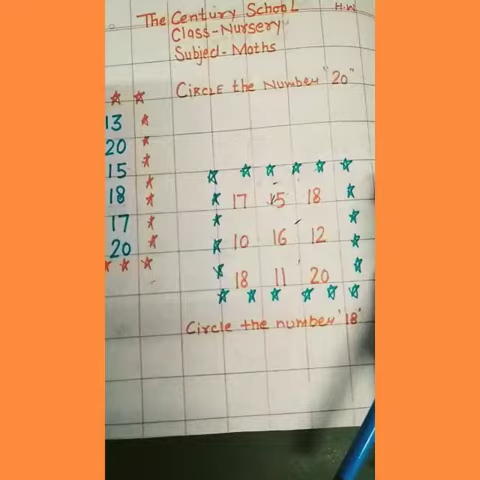 The Century School H.W
Class-Nursery
Subjed-Maths
Circle the Number "20"
13
20
15
18
17
20
17 15 18
10 16 12
18 11 20
Circle the number "18"